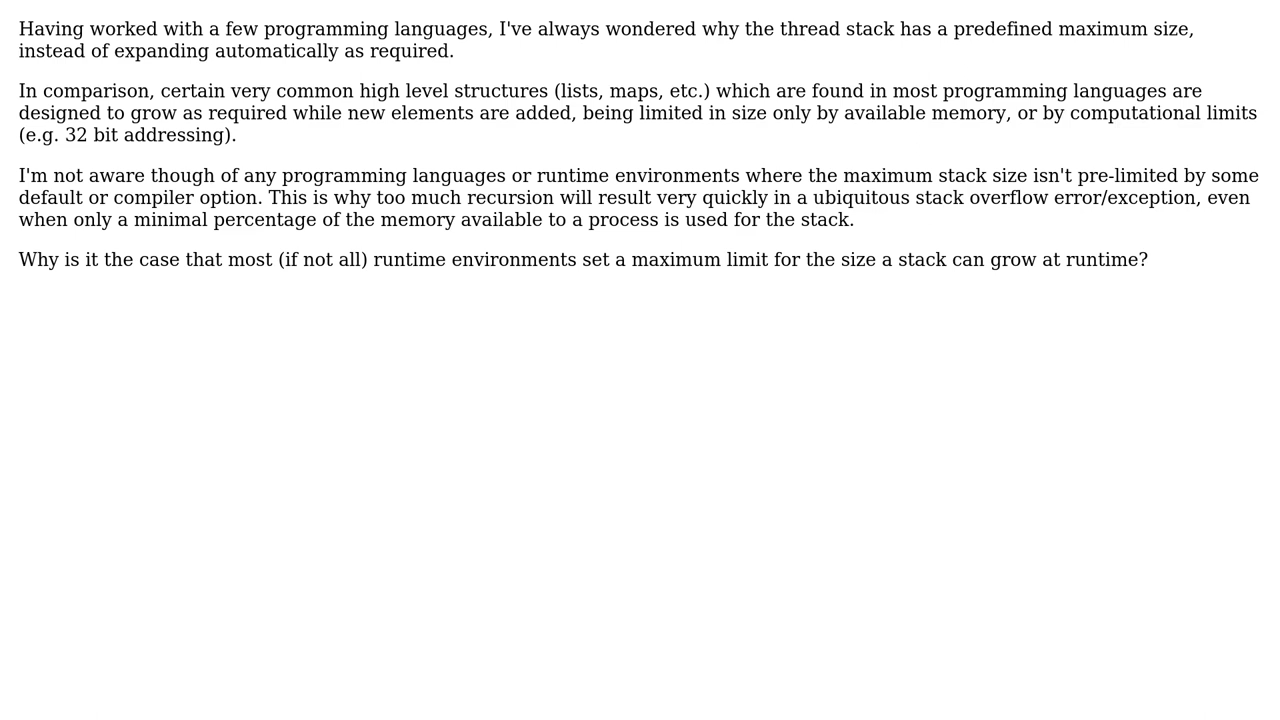 Having worked with a few programming languages, I've always wondered why the thread stack has a predefined maximum size,
instead of expanding automatically as required.
In comparison, certain very common high level structures (lists, maps, etc.) which are found in most programming languages are
designed to grow as required while new elements are added, being limited in size only by available memory, or by computational limits
(e.g. 32 bit addressing).
I'm not aware though of any programming languages or runtime environments where the maximum stack size isn't pre-limited by some
default or compiler option. This is why too much recursion will result very quickly in a ubiquitous stack overflow error/exception, even
when only a minimal percentage of the memory available to a process is used for the stack.
Why is it the case that most (if not all) runtime environments set a maximum limit for the size a stack can grow at runtime?